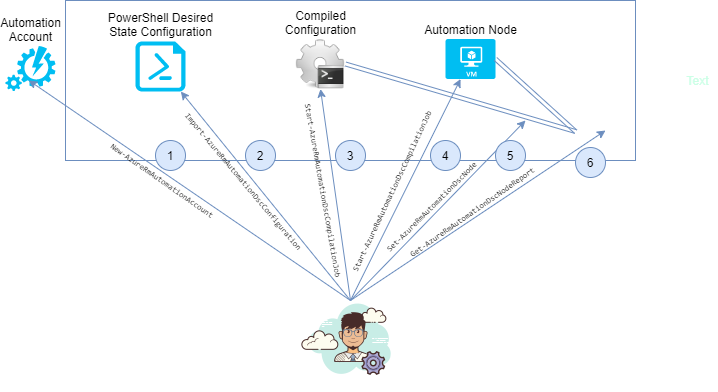 Automation
Account
PowerShell Desired
State Configuration
Compiled
Configuration
Automation Node
VM
Text
1
2
3
4
5
6
New-AzureRmAutomationAccount
Import-AzureRmAutomationDscConfiguration
Start-AzureRmAutomationDscCompilationJob
Start-AzureRmAutomationDscCompilationJob
Set-AzureRmAutomationDscNode
Get-AzureRmAutomationDscNodeReport